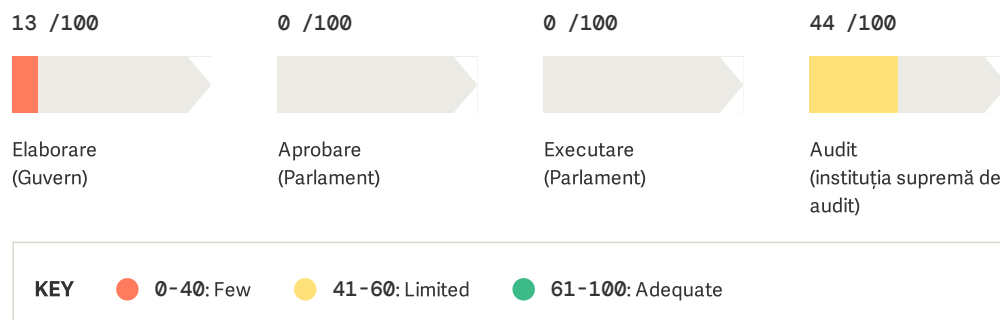 13 /100
0 /100
0 /100
44 /100
Elaborare
(Guvern)
Aprobare
(Parlament)
Executare
(Parlament)
Audit
(instituția supremă de
audit)
KEY
0-40: Few
41-60: Limited
61-100: Adequate